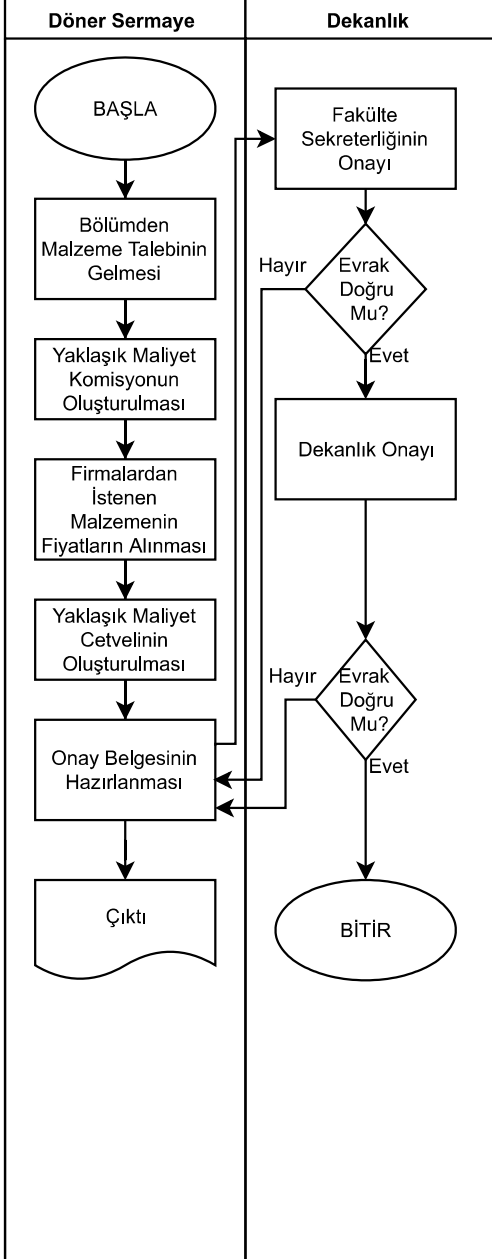 Döner Sermaye
Dekanlık
BAŞLA
Bölümden
Malzeme Talebinin
Gelmesi
Yaklaşik Maliyet
Komisyonun
Oluşturulması
Firmalardan
İstenen
Malzemenin
Fiyatların Alınması
Yaklaşık Maliyet
Cetvelinin
Oluşturulması
Onay Belgesinin
Hazırlanması
Çıktı
Fakülte
Sekreterliğinin
Onayı
Evrak
Doğru
Mu?
Hayır
Evet
Dekanlık Onayı
Evrak
Doğru
Mu?
Hayır
Evet
BİTİR